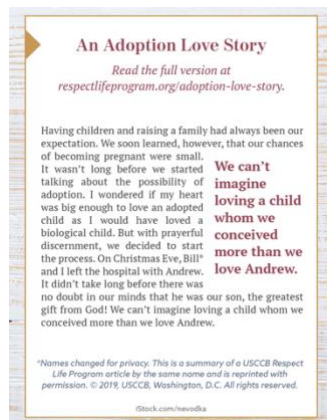 An Adoption Love Story
Read the full version at
respectlifeprogram.org/adoption-love-story.
Having children and raising a family had always been our
expectation. We soon learned, however, that our chances
of becoming pregnant were small.
It wasn't long before we started
talking about the possibility of
adoption. I wondered if my heart
was big enough to love an adopted
child as I would have loved a
biological child. But with prayerful
discernment, we decided to start
the process. On Christmas Eve, Bill*
and I left the hospital with Andrew.
It didn't take long before there was
We can't
imagine
loving a child
whom we
conceived
more than we
love Andrew.
no doubt in our minds that he was our son, the greatest
gift from God! We can't imagine loving a child whom we
conceived more than we love Andrew.
*Names changed for privacy. This is a summary of a USCCB Respect
Life Program article by the same name and is reprinted with
permission. © 2019, USCCB, Washington, D.C. All rights reserved.
iStock.com/nevodka